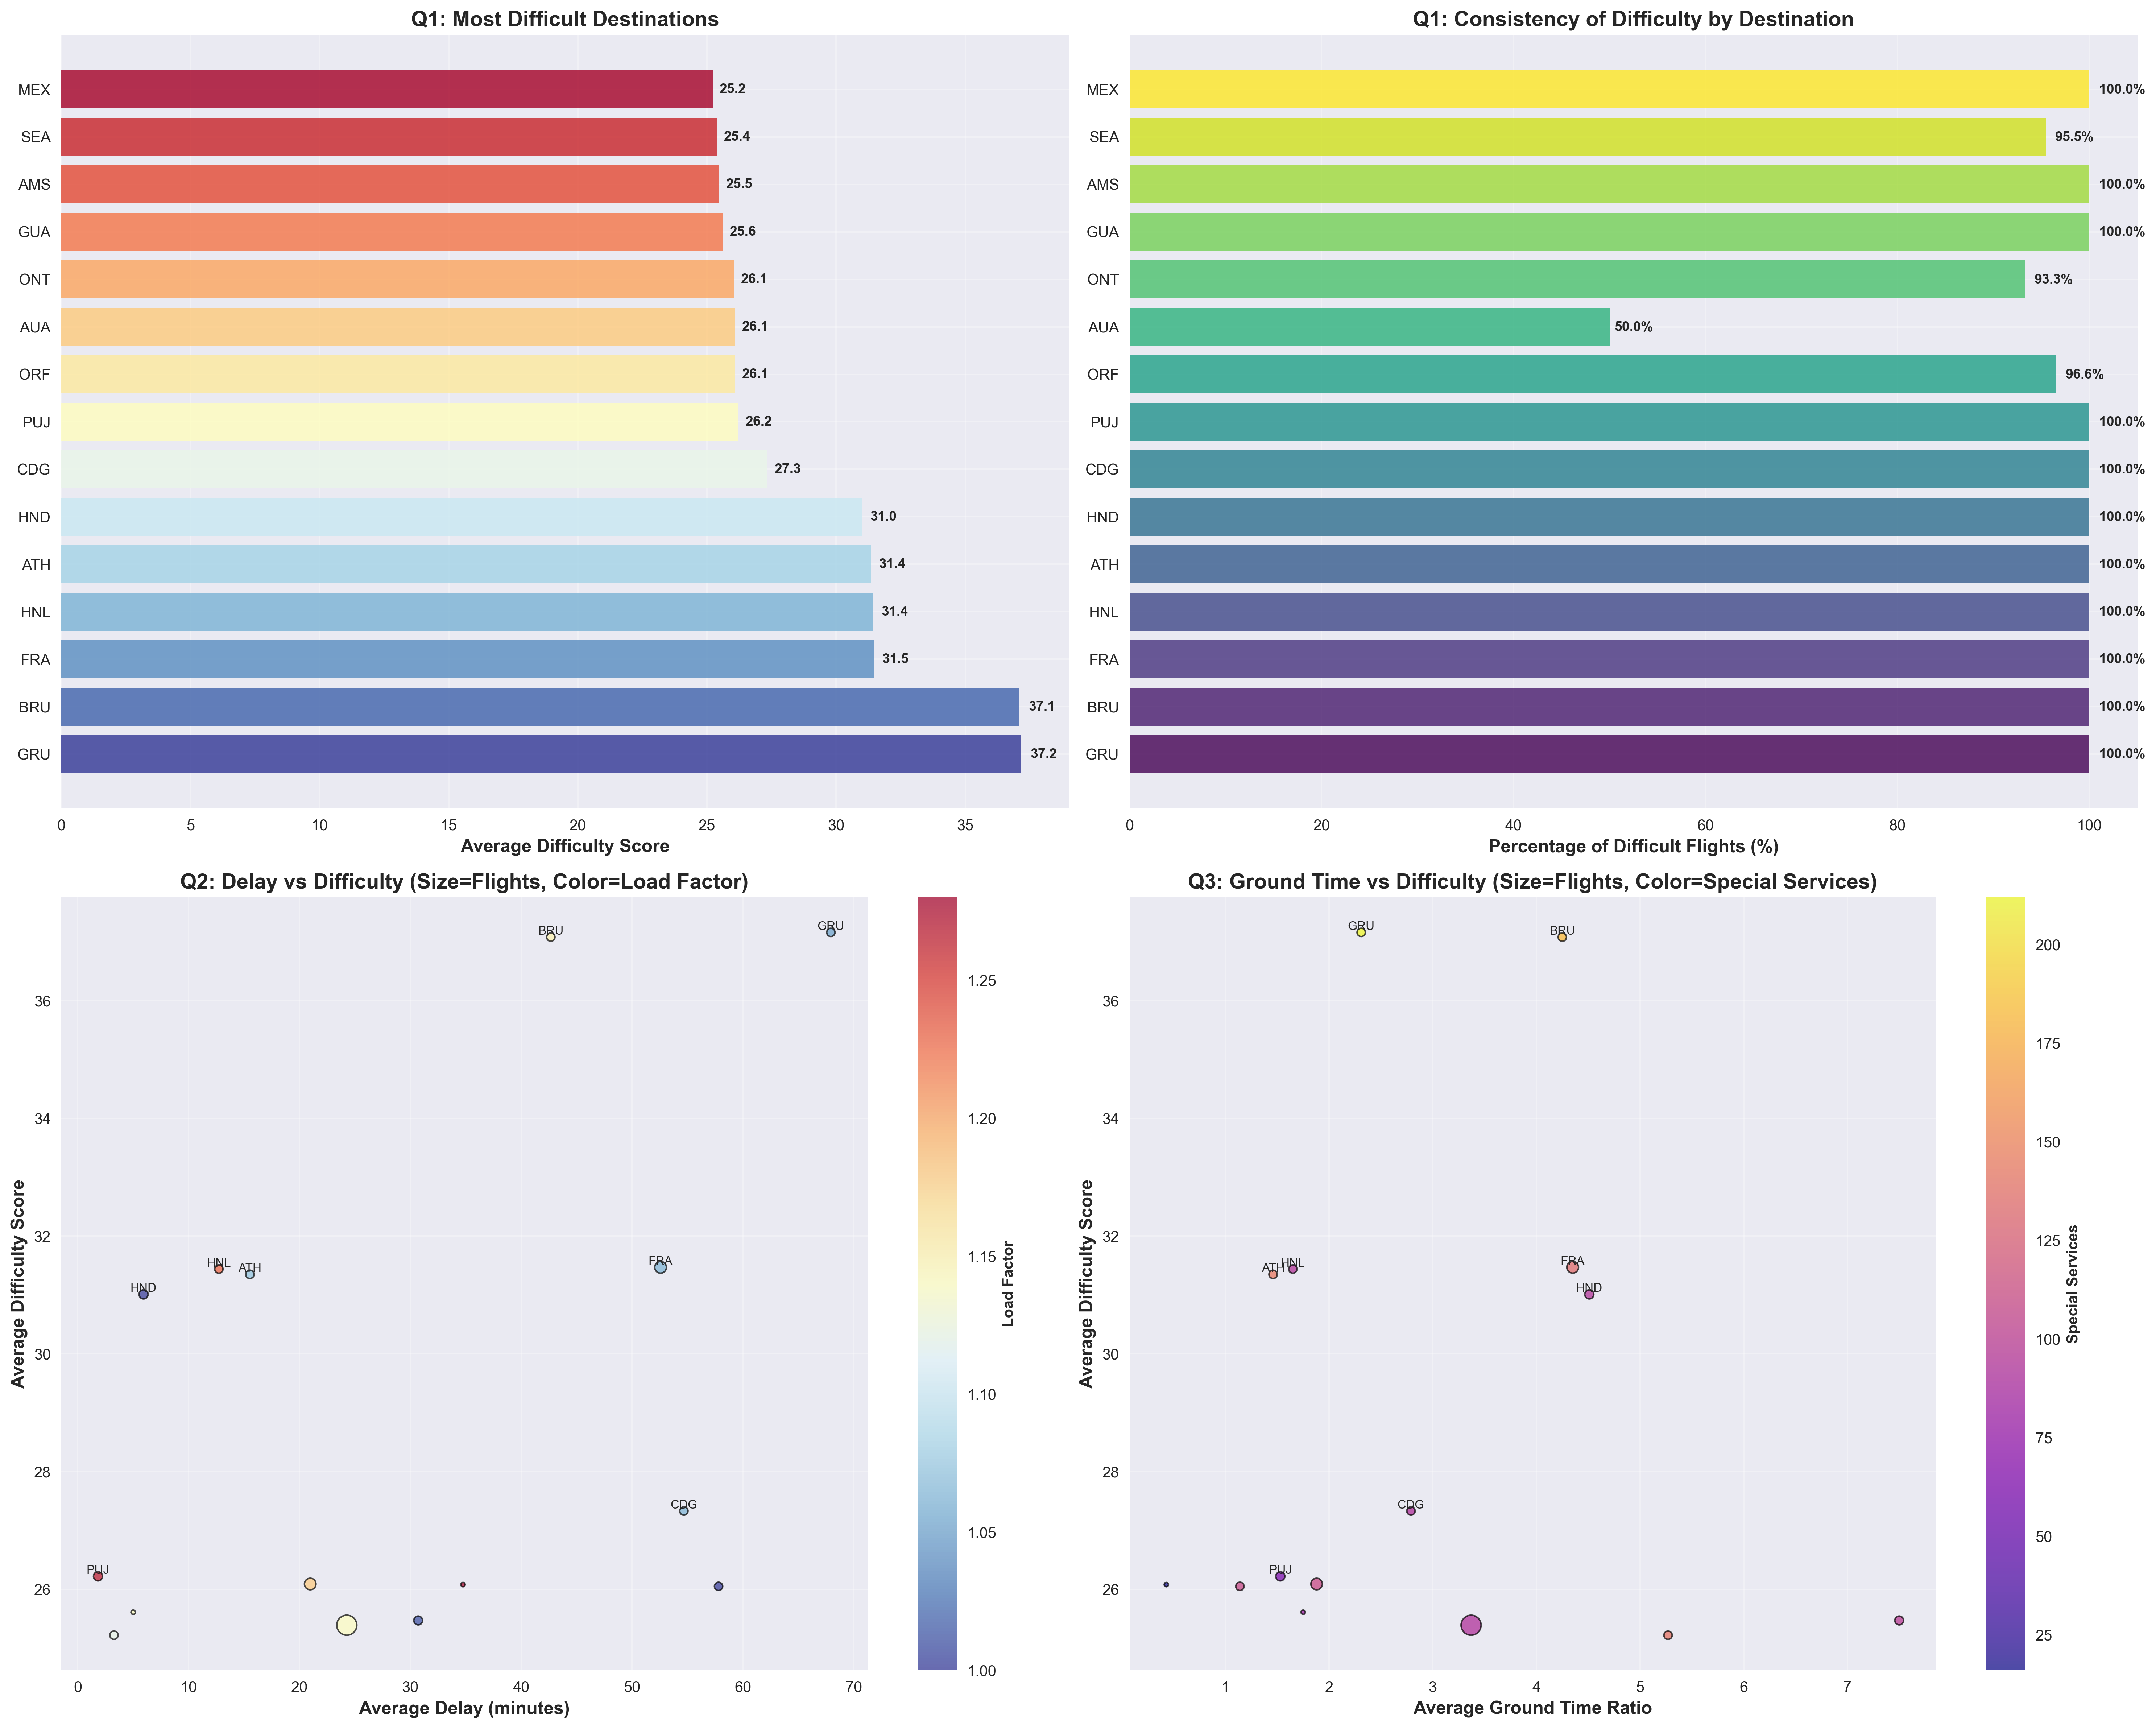 Q1: Most Difficult Destinations
MEX
25.2
SEA
25.4
AMS
25.5
GUA
25.6
ONT
26.1
AUA
26.1
ORF
26.1
PUJ
26.2
CDG
27.3
HND
31.0
ATH
31.4
HNL
31.4
FRA
31.5
BRU
37.1
GRU
37.2
0 5 10 15 20 25 30 35
Average Difficulty Score
Q1: Consistency of Difficulty by Destination
MEX
100.0%
SEA
95.5%
AMS
100.0%
GUA
100.0%
ONT
93.3%
AUA
50.0%
ORF
96.6%
PUJ
100.0%
CDG
100.0%
HND
100.0%
ATH
100.0%
HNL
100.0%
FRA
100.0%
BRU
100.0%
GRU
100.0%
0 20 40 60 80 100
Percentage of Difficult Flights (%)
Q2: Delay vs Difficulty (Size=Flights, Color=Load Factor)
Average Difficulty Score
36
34
32
30
28
26
BRU
GRU
HNL
ATH
FRA
HND
CDG
PUJ
0 10 20 30 40 50 60 70
Average Delay (minutes)
1.25
1.20
1.15
1.10
1.05
1.00
Load Factor
Q3: Ground Time vs Difficulty (Size=Flights, Color=Special Services)
Average Difficulty Score
36
34
32
30
28
26
GRU
BRU
ATH
HNL
FRA
HND
CDG
PUJ
1 2 3 4 5 6 7
Average Ground Time Ratio
200
175
150
125
100
75
50
25
Special Services